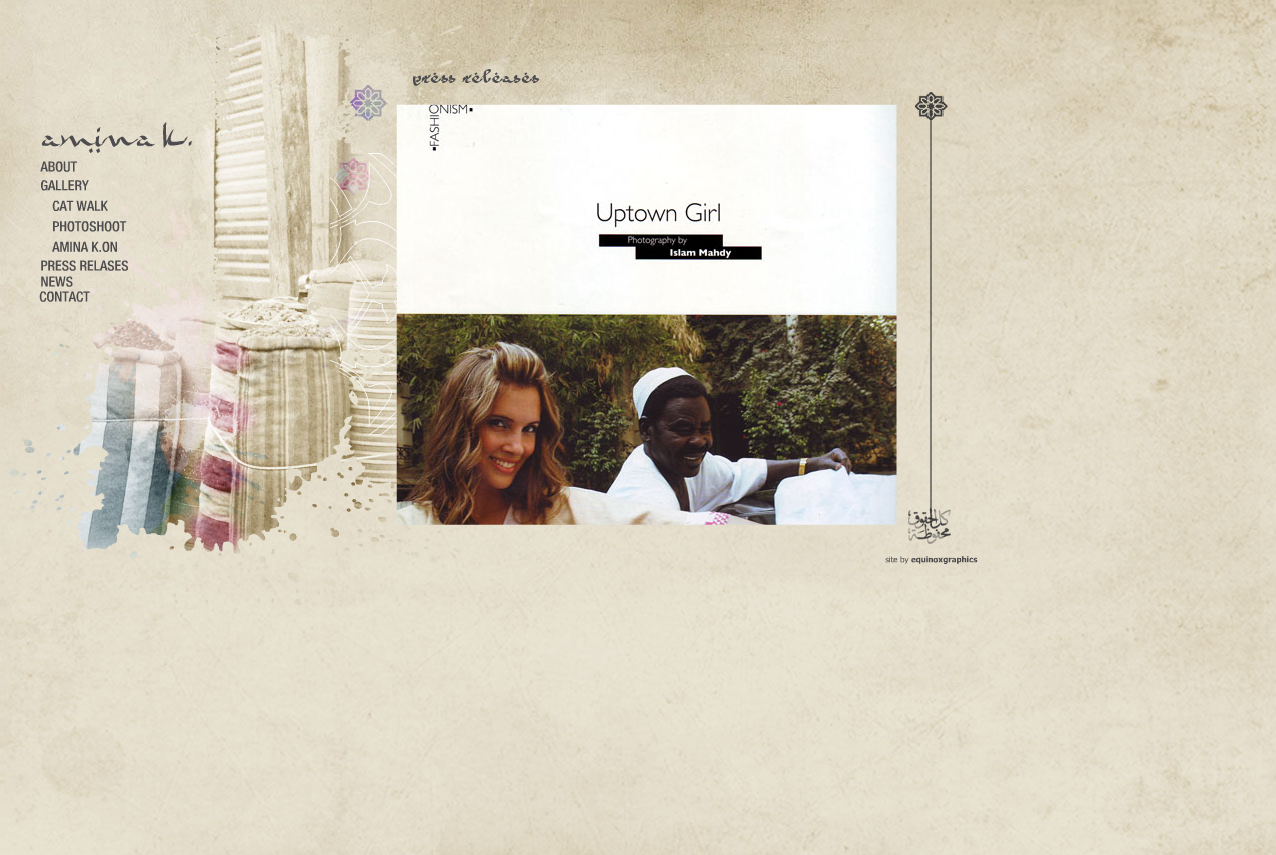 press releases
amina k.
ABOUT
GALLERY
CAT WALK
PHOTOSHOOT
AMINA K.ON
PRESS RELASES
NEWS
CONTACT
FASHIONISM
Uptown Girl
Photography by
Islam Mahdy
كل الحقوق
محفوظة
site by equinoxgraphics